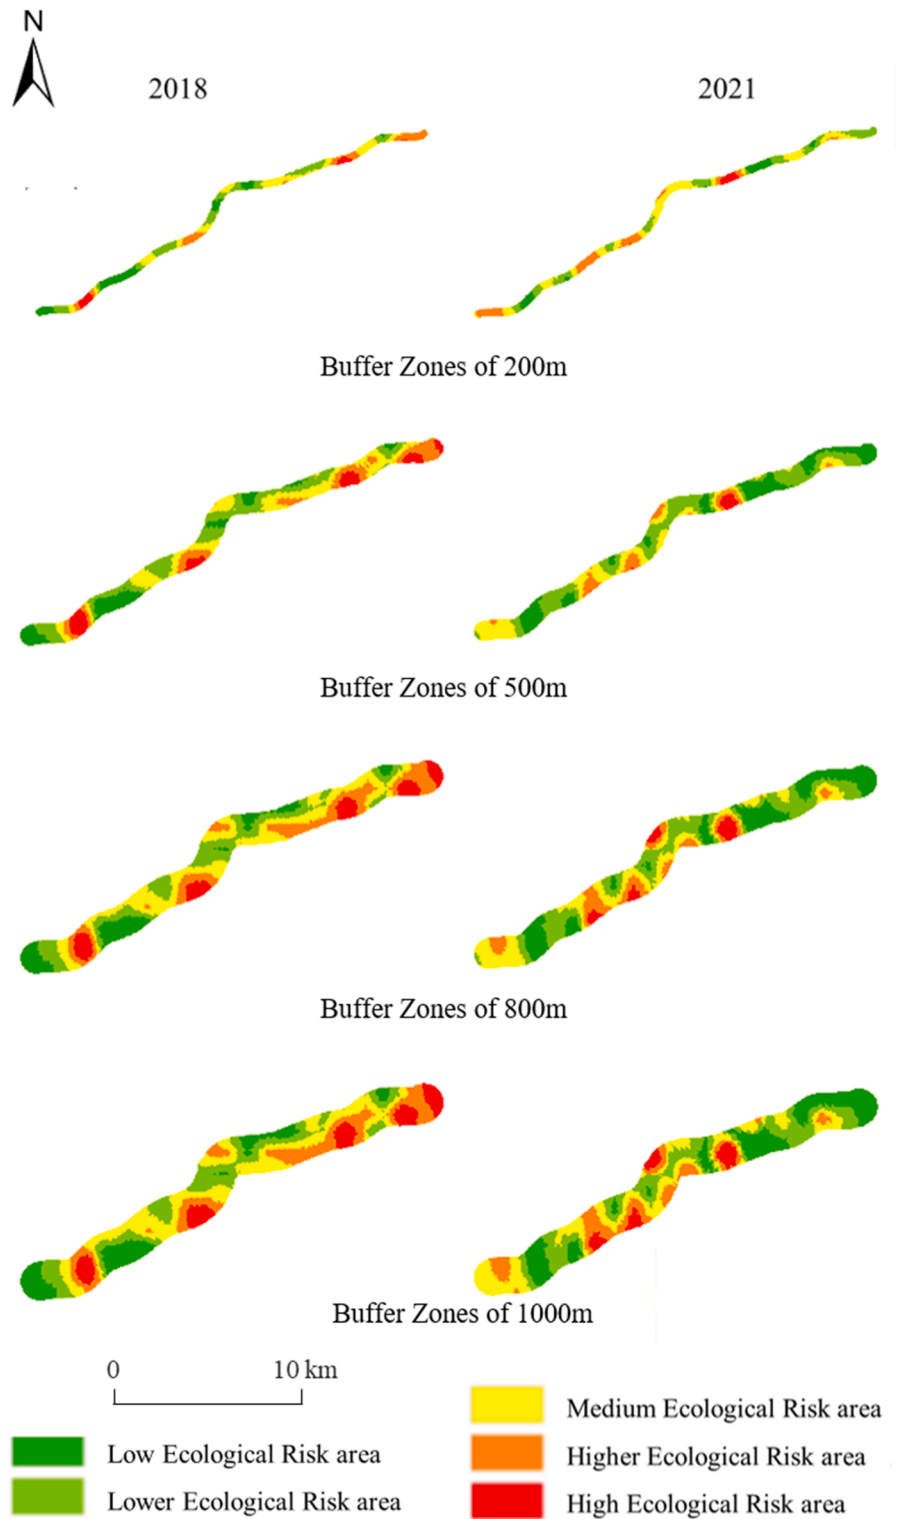 N
2018
2021
Buffer Zones of 200m
Buffer Zones of 500m
Buffer Zones of 800m
Buffer Zones of 1000m
0 10 km
Low Ecological Risk area
Lower Ecological Risk area
Medium Ecological Risk area
Higher Ecological Risk area
High Ecological Risk area